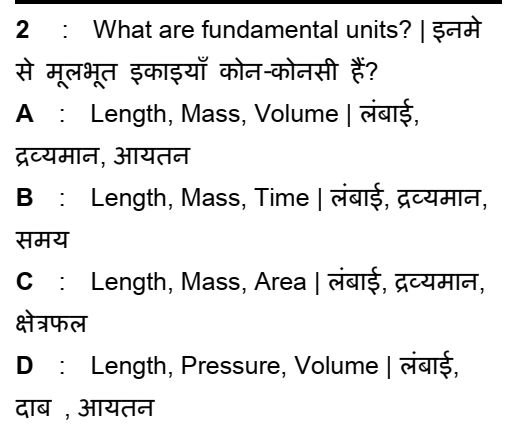 2 : What are fundamental units? | इनमे
से मूलभूत इकाइयाँ कोन-कोनसी हैं?
A : Length, Mass, Volume | लंबाई,
द्रव्यमान, आयतन
B : Length, Mass, Time | लंबाई, द्रव्यमान,
समय
C : Length, Mass, Area | लंबाई, द्रव्यमान,
क्षेत्रफल
D : Length, Pressure, Volume | लंबाई,
दाब , आयतन